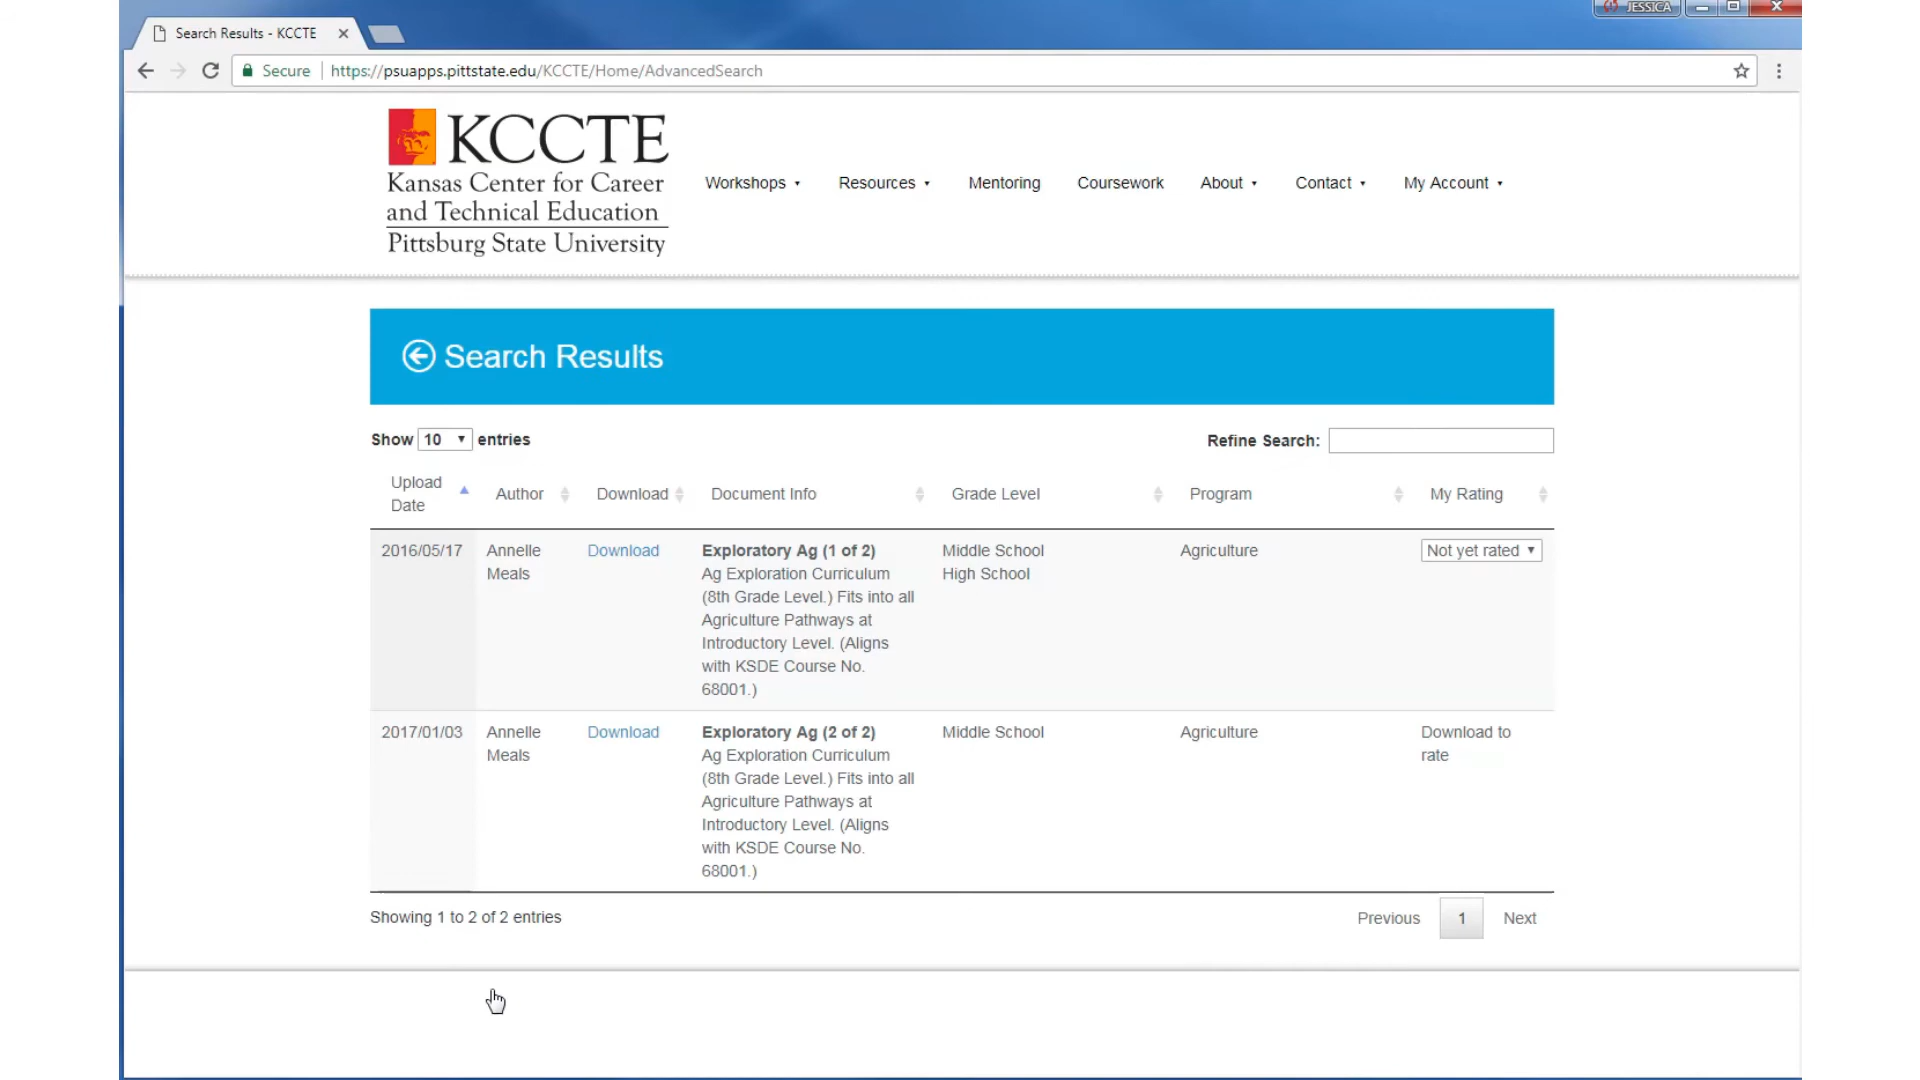 JESSICA
Search Results - KCCTE
Secure https://psuapps.pittstate.edu/KCCTE/Home/AdvancedSearch
KCCTE
Kansas Center for Career
and Technical Education
Pittsburg State University
Workshops Resources Mentoring Coursework About Contact My Account
Search Results
Show 10 entries
Refine Search:
Upload Date Author Download Document Info Grade Level Program My Rating
2016/05/17 Annelle Meals Download Exploratory Ag (1 of 2) Middle School Agriculture Not yet rated
High School
Ag Exploration Curriculum
(8th Grade Level.) Fits into all
Agriculture Pathways at
Introductory Level. (Aligns
with KSDE Course No.
68001.)
2017/01/03 Annelle Meals Download Exploratory Ag (2 of 2) Middle School Agriculture Download to rate
Ag Exploration Curriculum
(8th Grade Level.) Fits into all
Agriculture Pathways at
Introductory Level. (Aligns
with KSDE Course No.
68001.)
Showing 1 to 2 of 2 entries
Previous 1 Next